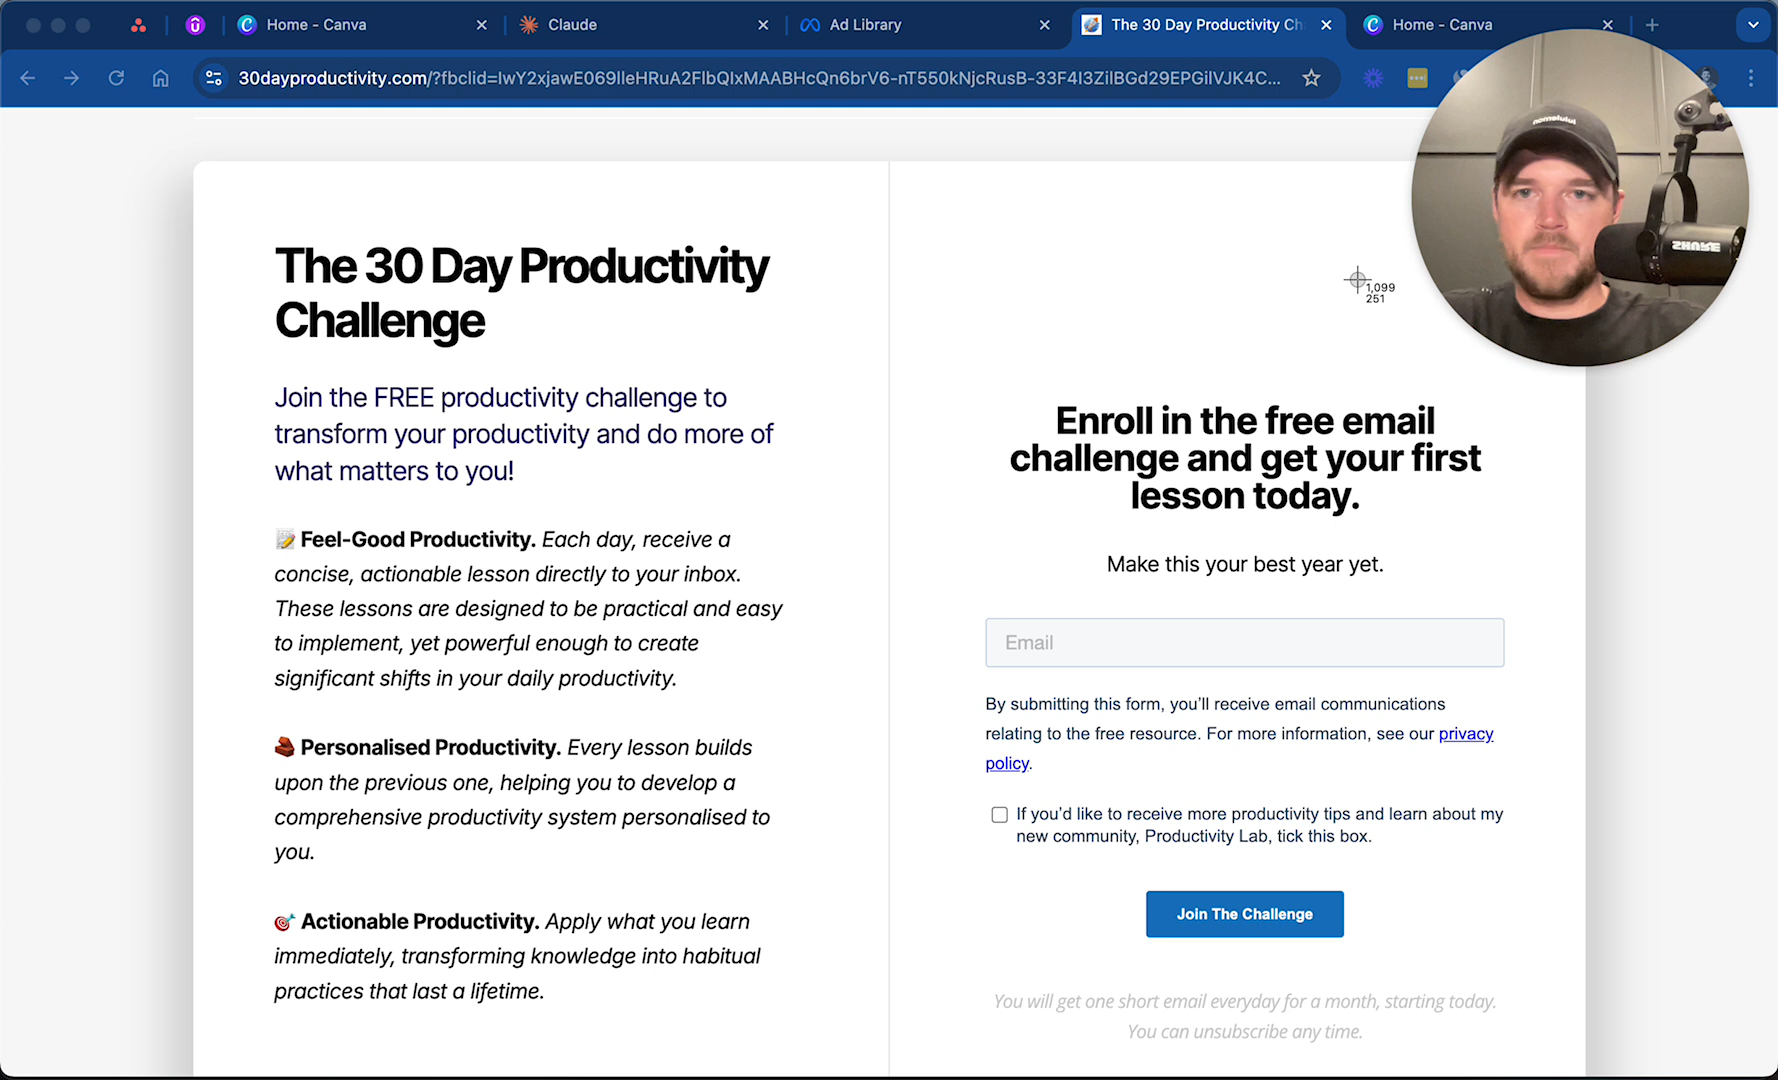 Home - Canva
Claude
Ad Library
The 30 Day Productivity Ch
Home - Canva
30dayproductivity.com/?fbclid=IwY2xjawE069lleHRuA2FlbQIxMAABHcQn6brV6-nT550kNjcRusB-33F4I3ZilBGd29EPGilVJK4C...
nomolulul
SHURE
1,099
251
The 30 Day Productivity
Challenge
Join the FREE productivity challenge to
transform your productivity and do more of
what matters to you!
📝 Feel-Good Productivity. Each day, receive a
concise, actionable lesson directly to your inbox.
These lessons are designed to be practical and easy
to implement, yet powerful enough to create
significant shifts in your daily productivity.
🧱 Personalised Productivity. Every lesson builds
upon the previous one, helping you to develop a
comprehensive productivity system personalised to
you.
🎯 Actionable Productivity. Apply what you learn
immediately, transforming knowledge into habitual
practices that last a lifetime.
Enroll in the free email
challenge and get your first
lesson today.
Make this your best year yet.
Email
By submitting this form, you'll receive email communications
relating to the free resource. For more information, see our privacy
policy.
If you'd like to receive more productivity tips and learn about my
new community, Productivity Lab, tick this box.
Join The Challenge
You will get one short email everyday for a month, starting today.
You can unsubscribe any time.